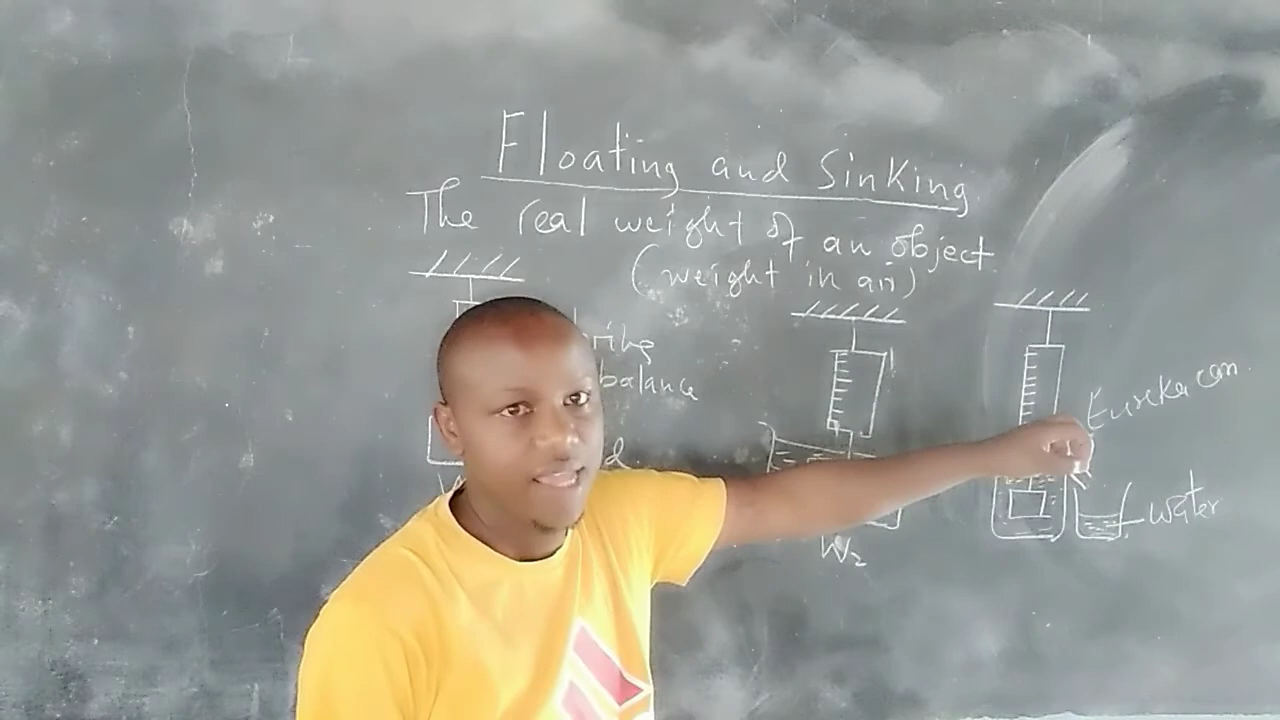 Floating and Sinking
The real weight of an object
(weight in air)
balance
Eureka can
water
W2